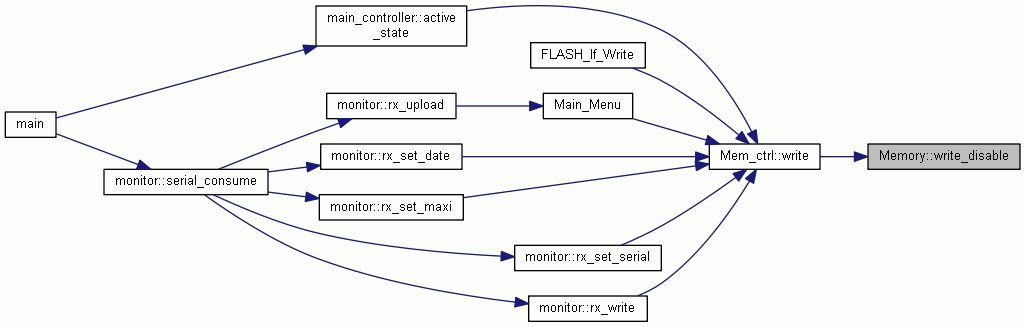 main_controller::active
_state
FLASH_If_Write
monitor::rx_upload
Main_Menu
main
monitor::rx_set_date
Mem_ctrl::write
Memory::write_disable
monitor::serial_consume
monitor::rx_set_maxi
monitor::rx_set_serial
monitor::rx_write